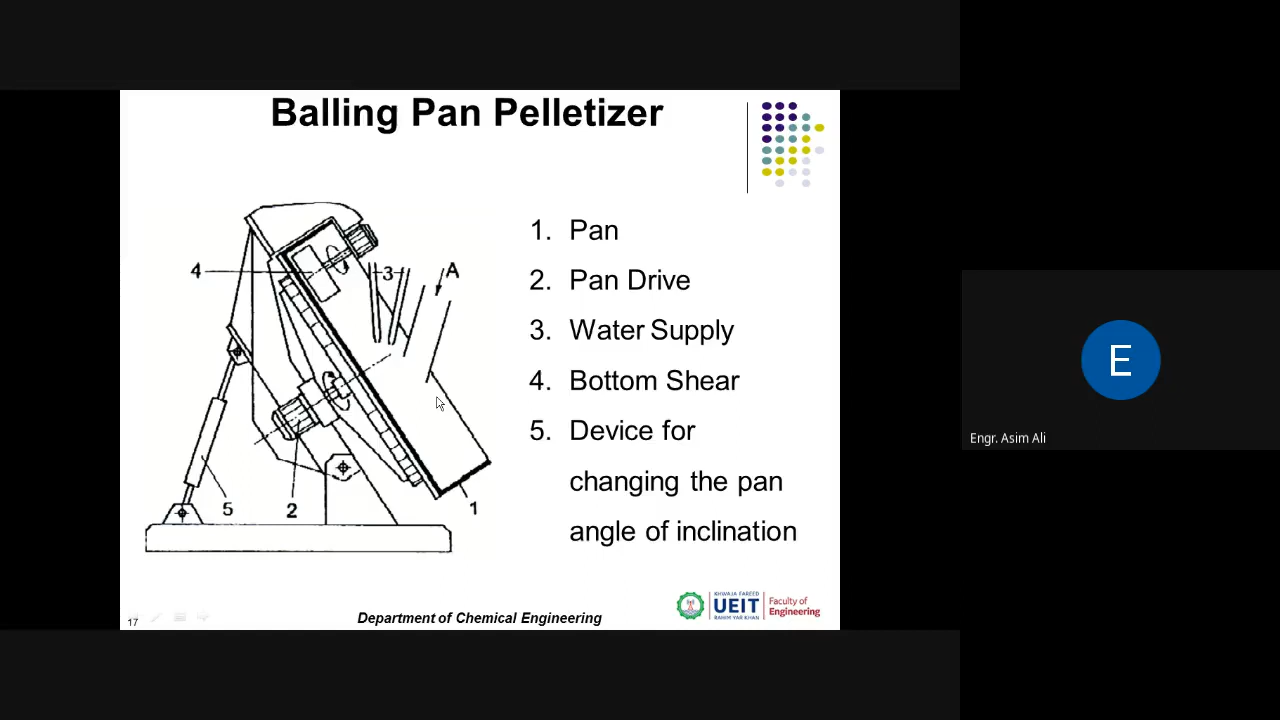 Balling Pan Pelletizer
4
3
A
5
2
1
1. Pan
2. Pan Drive
3. Water Supply
4. Bottom Shear
5. Device for
changing the pan
angle of inclination
17
Department of Chemical Engineering
KHWAJA FAREED
UEIT
RAHIM YAR KHAN
Faculty of
Engineering
E
Engr. Asim Ali